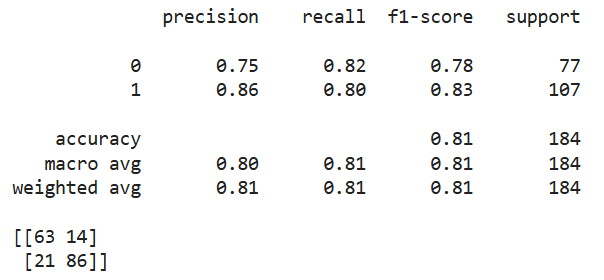 precision recall f1-score support
0 0.75 0.82 0.78 77
1 0.86 0.80 0.83 107
accuracy 0.81 184
macro avg 0.80 0.81 0.81 184
weighted avg 0.81 0.81 0.81 184
[[63 14]
[21 86]]